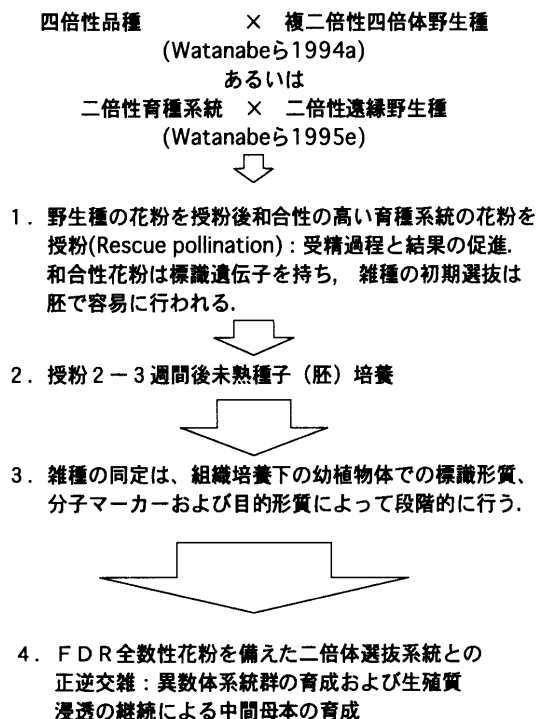 四倍性品種 × 複二倍性四倍体野生種
(Watanabeら1994a)
あるいは
二倍性育種系統 × 二倍性遠縁野生種
(Watanabeら1995e)
1．野生種の花粉を授粉後和合性の高い育種系統の花粉を
授粉(Rescue pollination)：受精過程と結果の促進.
和合性花粉は標識遺伝子を持ち, 雑種の初期選抜は
胚で容易に行われる.
2．授粉２－３週間後未熟種子（胚）培養
3．雑種の同定は、組織培養下の幼植物体での標識形質、
分子マーカーおよび目的形質によって段階的に行う.
4．ＦＤＲ全数性花粉を備えた二倍体選抜系統との
正逆交雑：異数体系統群の育成および生殖質
浸透の継続による中間母本の育成